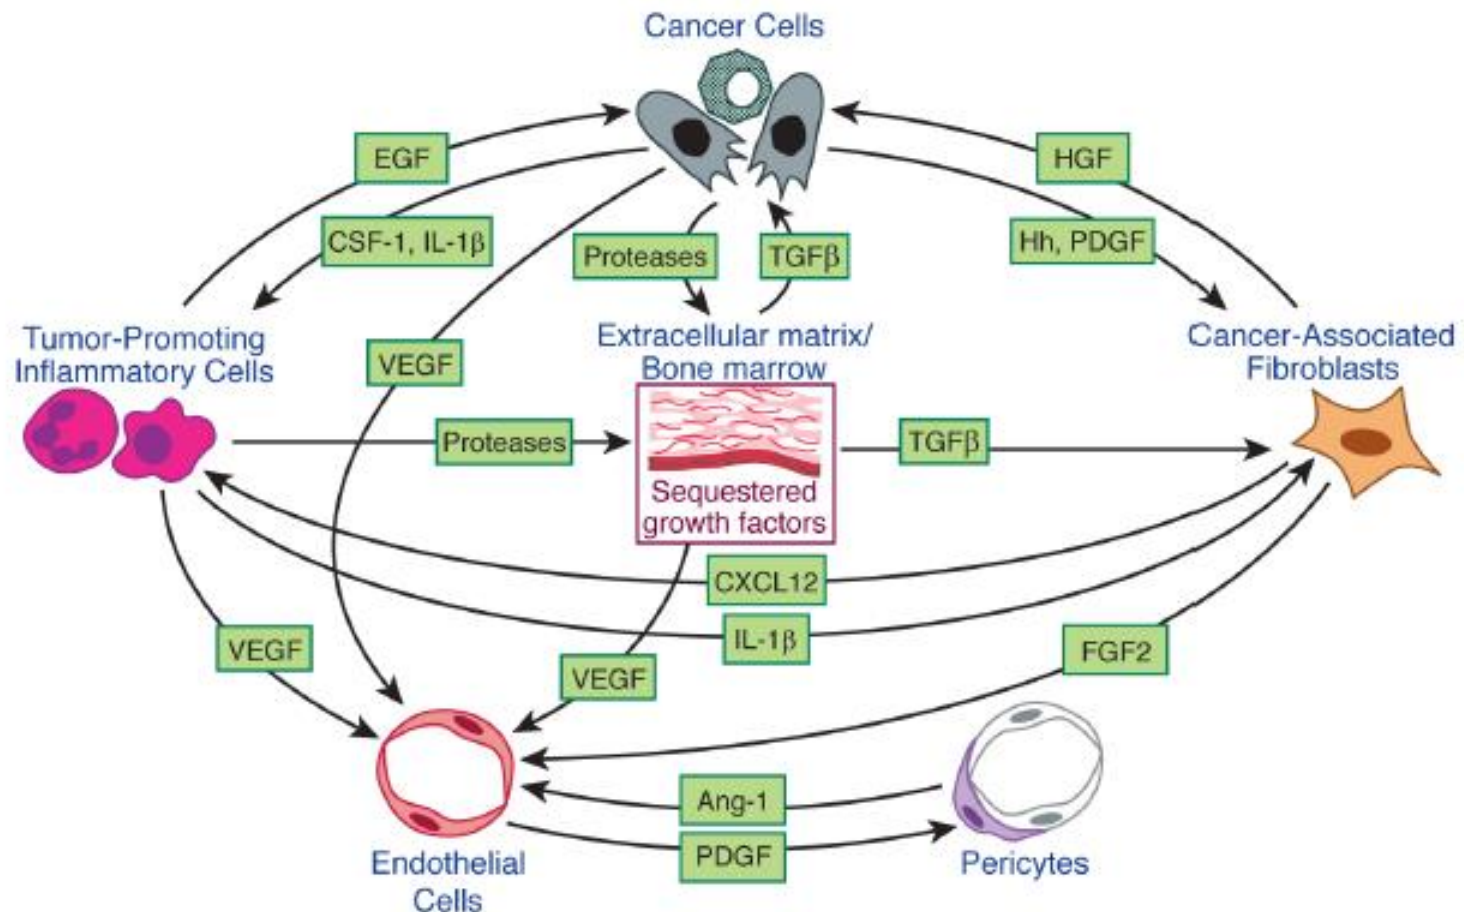 Cancer Cells
EGF
HGF
CSF-1, IL-1β
Proteases
TGFβ
Hh, PDGF
Tumor-Promoting
Inflammatory Cells
VEGF
Extracellular matrix/
Bone marrow
Cancer-Associated
Fibroblasts
Proteases
TGFβ
Sequestered
growth factors
CXCL12
IL-1β
VEGF
VEGF
FGF2
Ang-1
PDGF
Endothelial
Cells
Pericytes